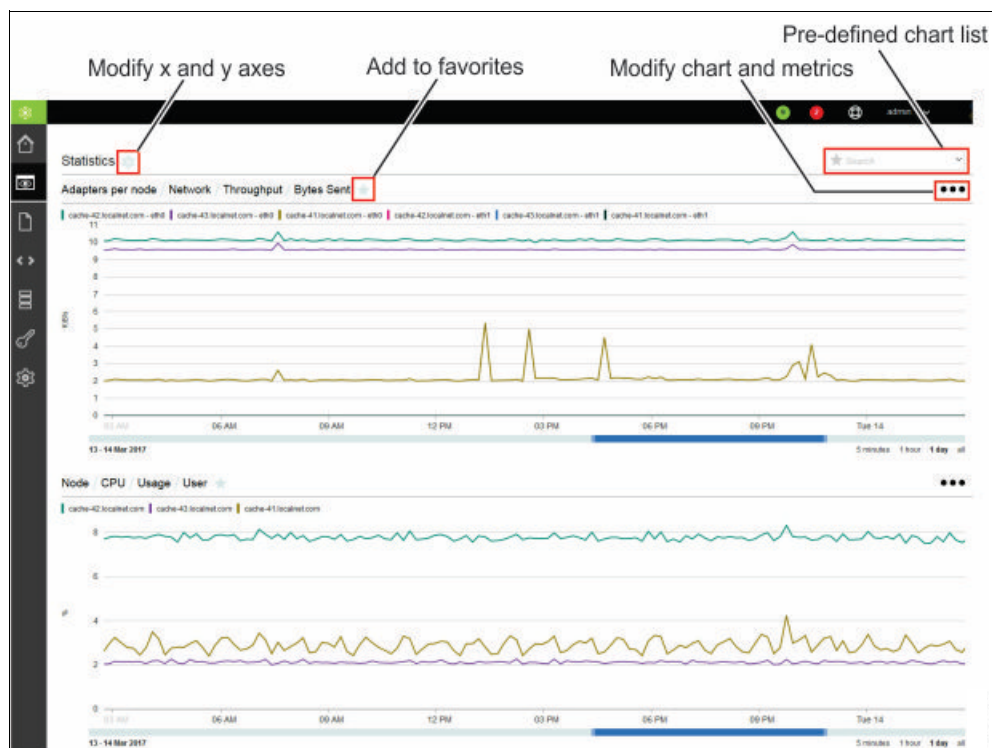 Pre-defined chart list
Modify x and y axes
Add to favorites
Modify chart and metrics
admin
Statistics
Search
Adapters per node / Network / Throughput / Bytes Sent
cache-42.localnet.com - eth0 cache-43.localnet.com - eth0 cache-41.localnet.com - eth0 cache-42.localnet.com - eth1 cache-43.localnet.com - eth1 cache-41.localnet.com - eth1
11
10
9
8
7
6
5
4
3
2
1
0
03 AM 06 AM 09 AM 12 PM 03 PM 06 PM 09 PM Tue 14
13 - 14 Mar 2017 5 minutes 1 hour 1 day all
Node / CPU / Usage / User
cache-42.localnet.com cache-43.localnet.com cache-41.localnet.com
8
6
%
4
2
0
03 AM 06 AM 09 AM 12 PM 03 PM 06 PM 09 PM Tue 14
13 - 14 Mar 2017 5 minutes 1 hour 1 day all